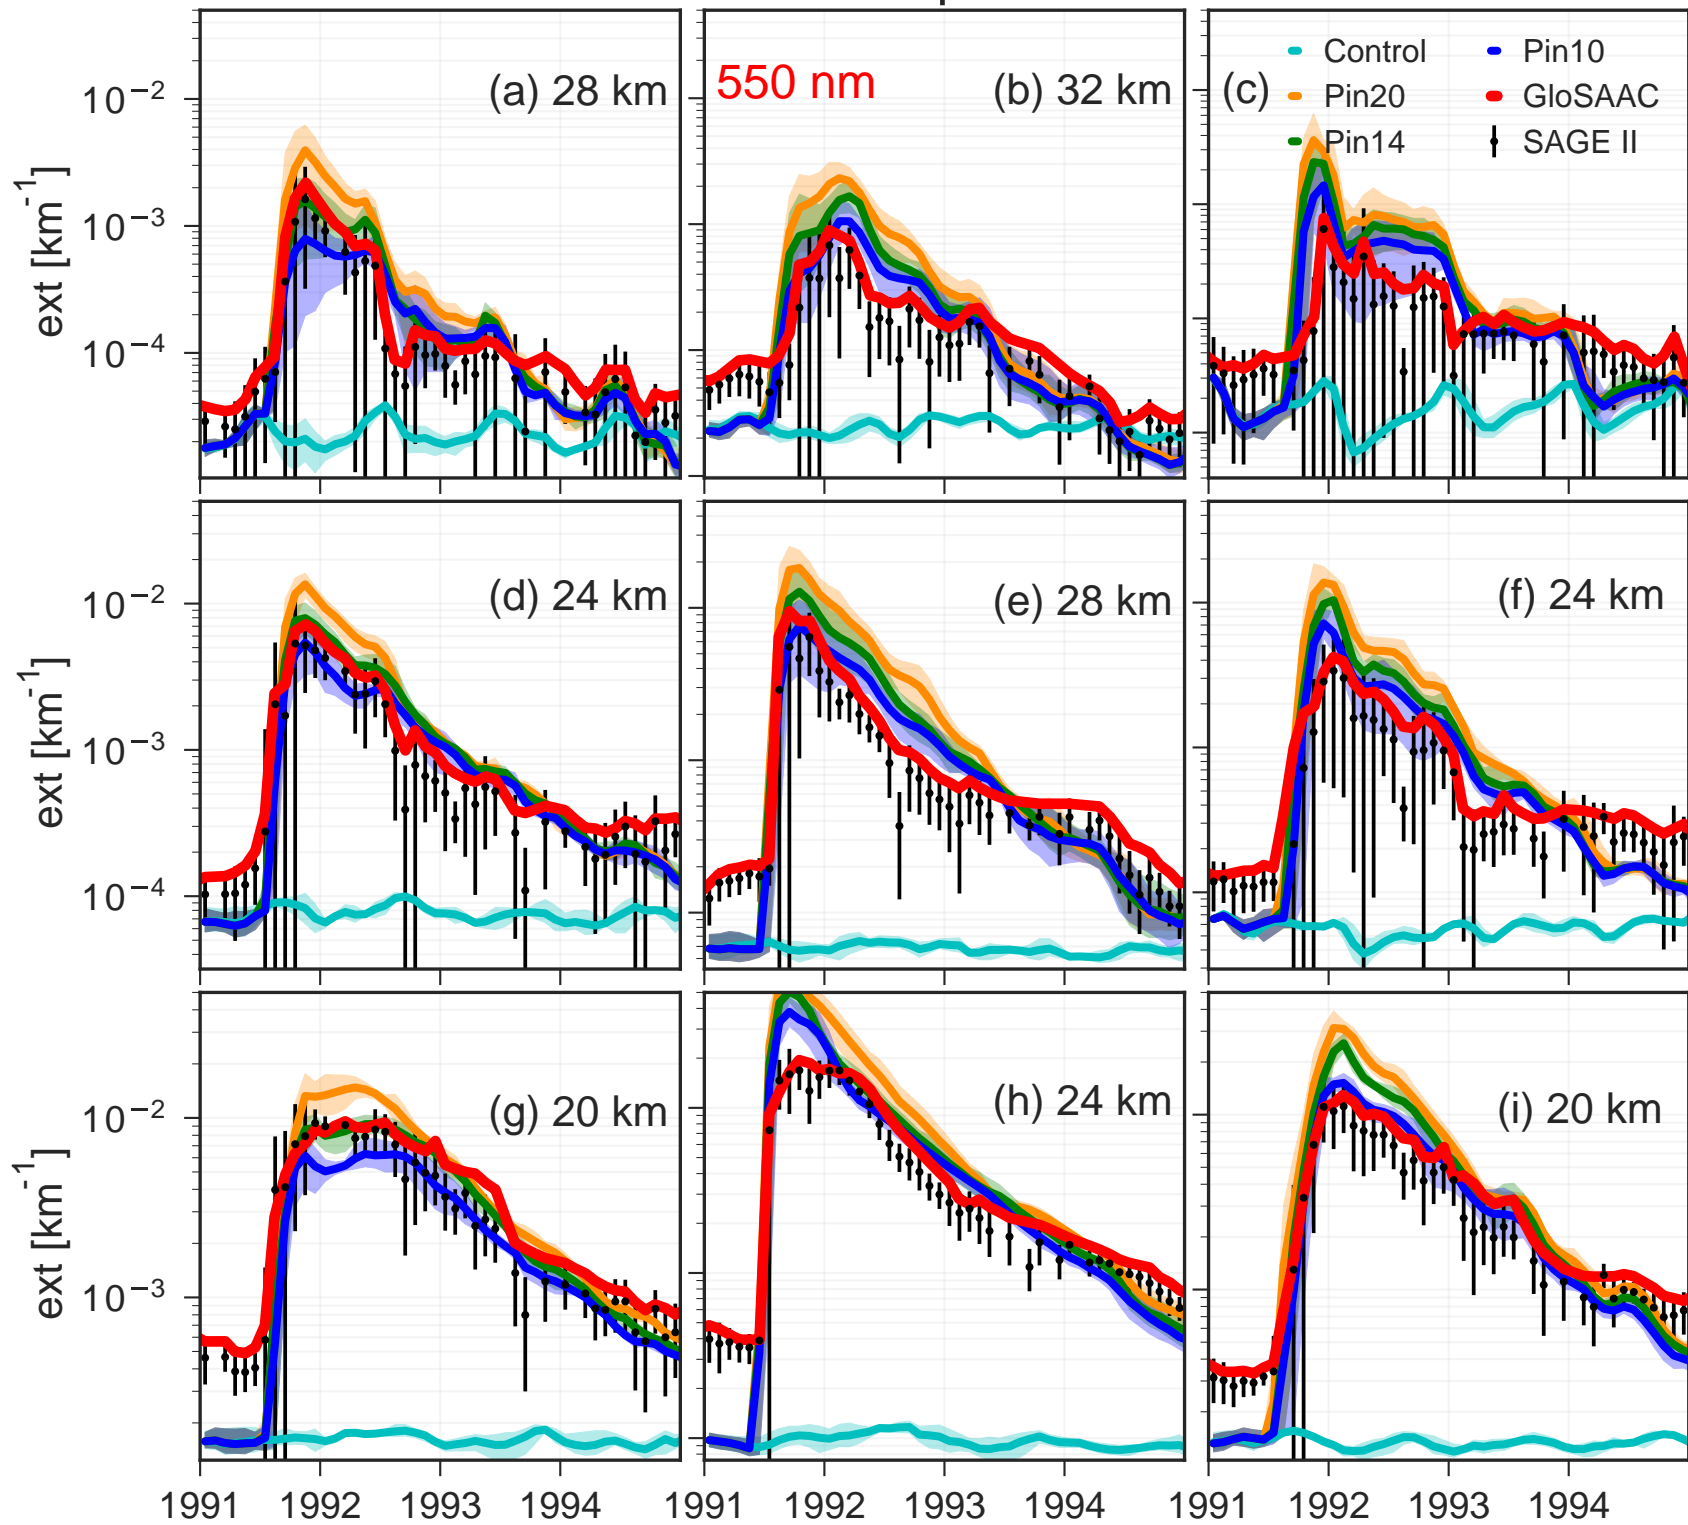 10⁻²
10⁻³
10⁻⁴
ext [km⁻¹]
(a) 28 km
550 nm
(b) 32 km
(c)
Control
Pin20
Pin14
Pin10
GloSAAC
SAGE II
10⁻²
10⁻³
10⁻⁴
ext [km⁻¹]
(d) 24 km
(e) 28 km
(f) 24 km
10⁻²
10⁻³
ext [km⁻¹]
(g) 20 km
(h) 24 km
(i) 20 km
1991 1992 1993 1994
1991 1992 1993 1994
1991 1992 1993 1994